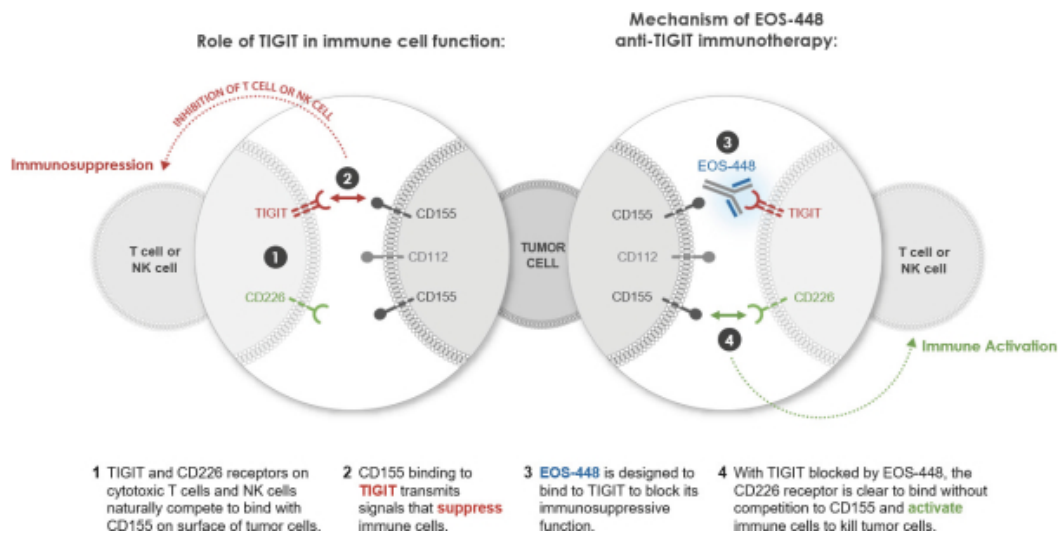 Role of TIGIT in immune cell function:
Mechanism of EOS-448
anti-TIGIT immunotherapy:
INHIBITION OF T CELL OR NK CELL
Immunosuppression
2
TIGIT
CD155
T cell or
NK cell
1
CD112
CD226
CD155
TUMOR
CELL
3
EOS-448
CD155
TIGIT
CD112
T cell or
NK cell
CD155
CD226
4
Immune Activation
1 TIGIT and CD226 receptors on
cytotoxic T cells and NK cells
naturally compete to bind with
CD155 on surface of tumor cells.
2 CD155 binding to
TIGIT transmits
signals that suppress
immune cells.
3 EOS-448 is designed to
bind to TIGIT to block its
immunosuppressive
function.
4 With TIGIT blocked by EOS-448, the
CD226 receptor is clear to bind without
competition to CD155 and activate
immune cells to kill tumor cells.